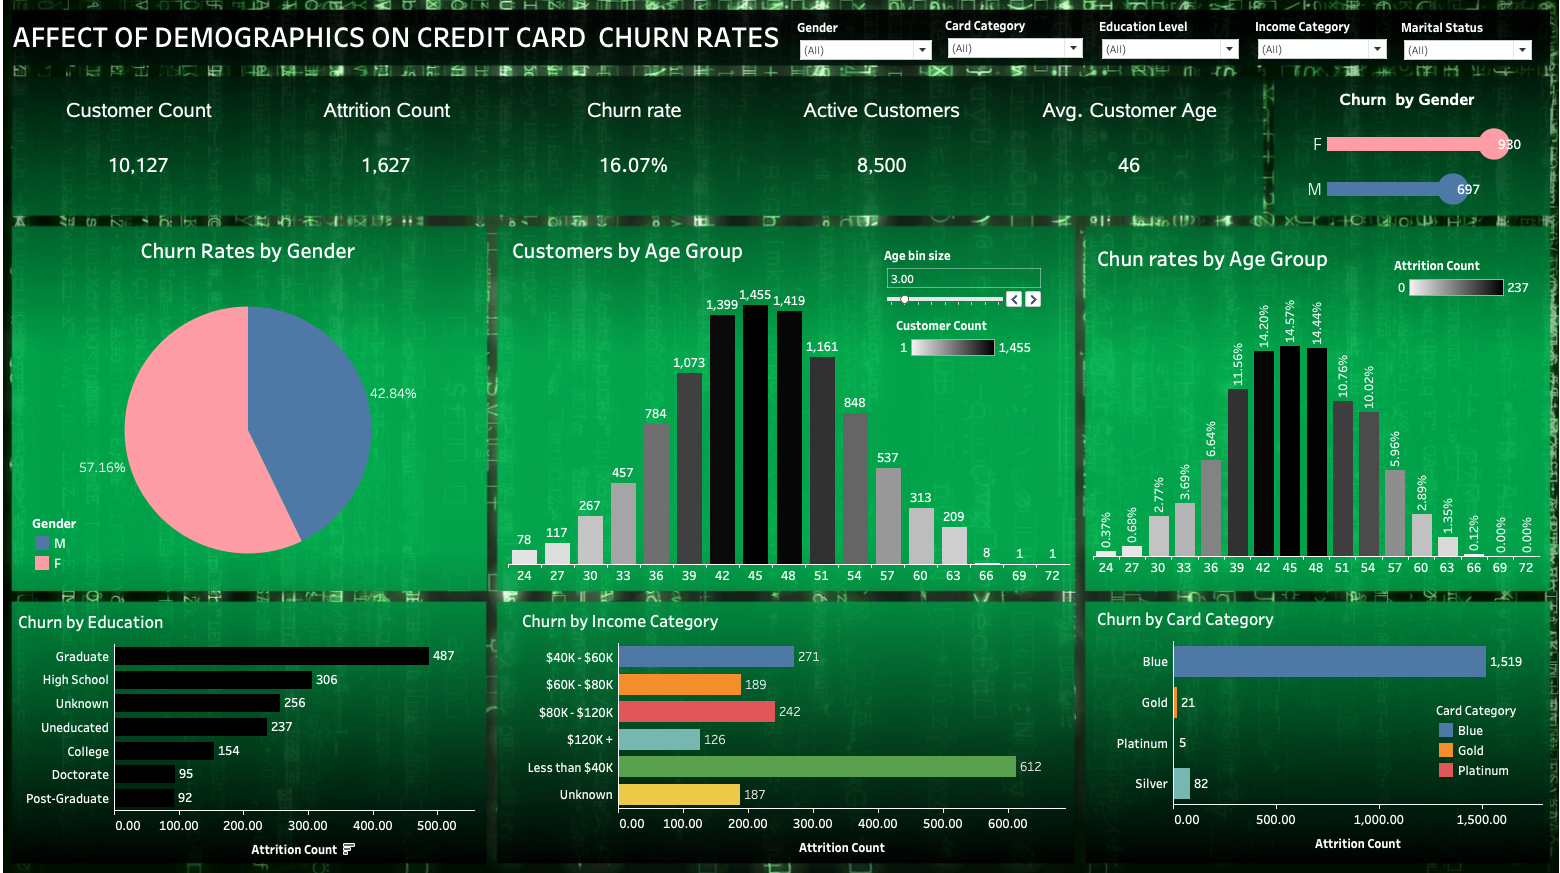 AFFECT OF DEMOGRAPHICS ON CREDIT CARD CHURN RATES
Gender
(All)
Card Category
(All)
Education Level
(All)
Income Category
(All)
Marital Status
(All)
Customer Count
10,127
Attrition Count
1,627
Churn rate
16.07%
Active Customers
8,500
Avg. Customer Age
46
Churn by Gender
F 930
M 697
Churn Rates by Gender
42.84%
57.16%
Gender
M
F
Customers by Age Group
Age bin size
3.00
Customer Count
1 1,455
78 117 267 457 784 1,073 1,399 1,455 1,419 1,161 848 537 313 209 8 1 1
24 27 30 33 36 39 42 45 48 51 54 57 60 63 66 69 72
Chun rates by Age Group
Attrition Count
0 237
0.37% 0.68% 2.77% 3.69% 6.64% 11.56% 14.20% 14.57% 14.44% 10.76% 10.02% 5.96% 2.89% 1.35% 0.12% 0.00% 0.00%
24 27 30 33 36 39 42 45 48 51 54 57 60 63 66 69 72
Churn by Education
Graduate 487
High School 306
Unknown 256
Uneducated 237
College 154
Doctorate 95
Post-Graduate 92
0.00 100.00 200.00 300.00 400.00 500.00
Attrition Count
Churn by Income Category
$40K - $60K 271
$60K - $80K 189
$80K - $120K 242
$120K + 126
Less than $40K 612
Unknown 187
0.00 100.00 200.00 300.00 400.00 500.00 600.00
Attrition Count
Churn by Card Category
Blue 1,519
Gold 21
Platinum 5
Silver 82
Card Category
Blue
Gold
Platinum
0.00 500.00 1,000.00 1,500.00
Attrition Count